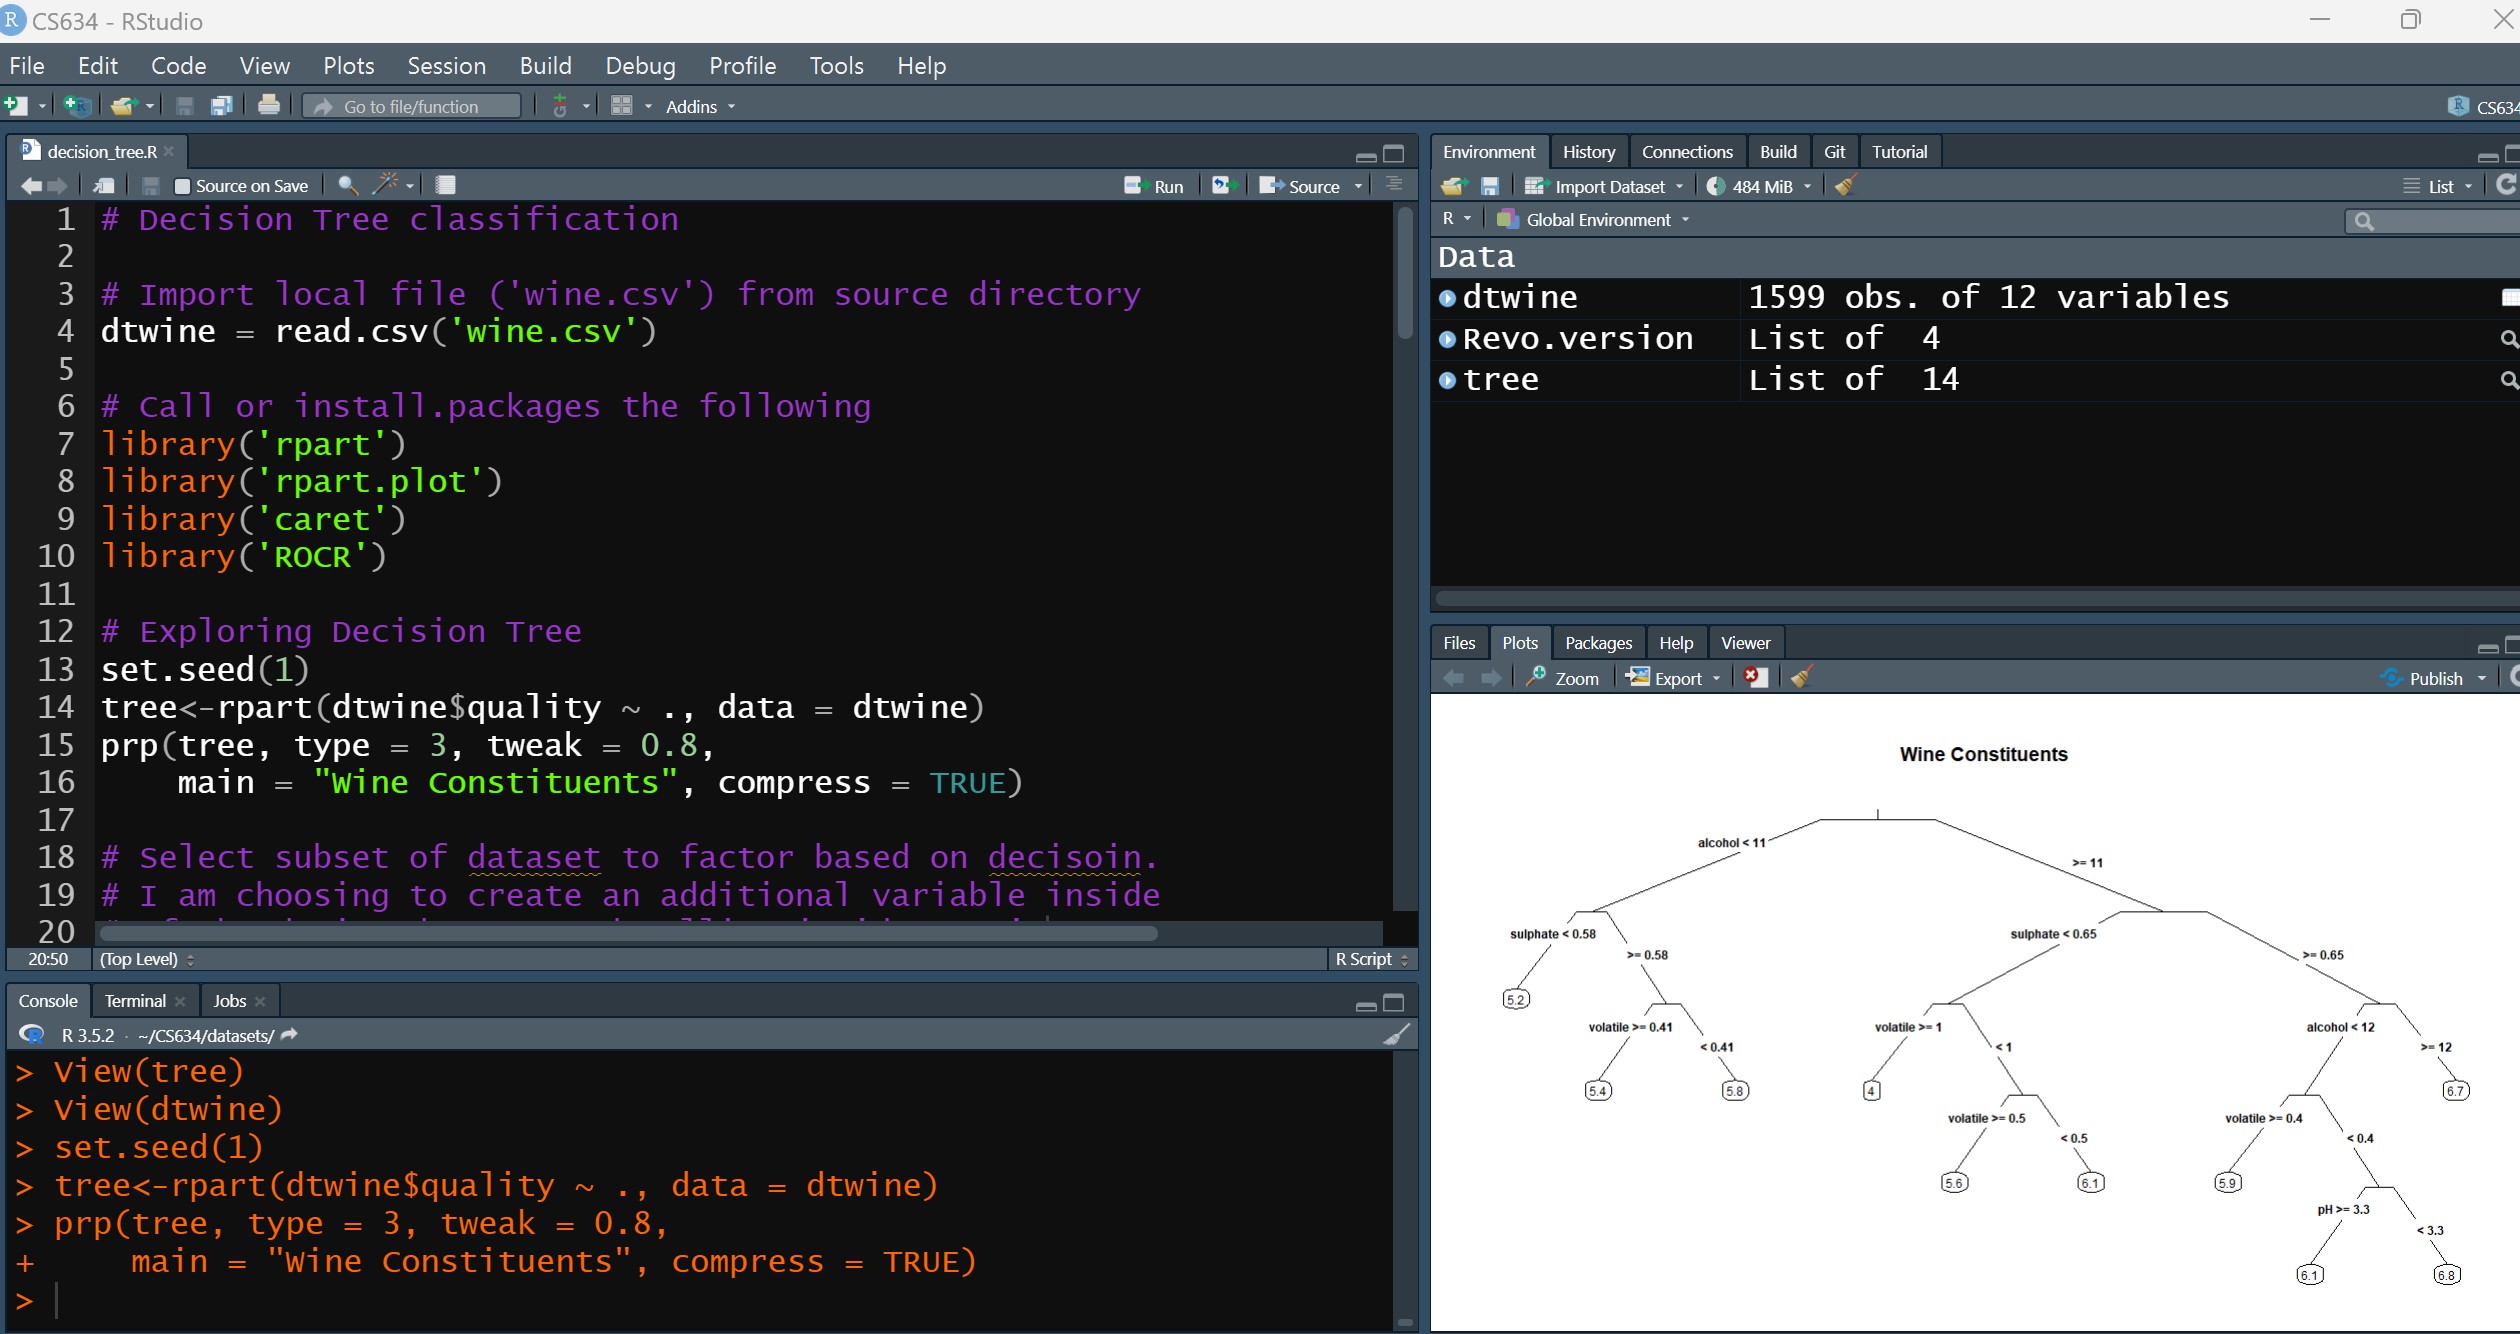 CS634 - RStudio
File Edit Code View Plots Session Build Debug Profile Tools Help
Go to file/function Addins CS634
decision_tree.R
Source on Save Run Source
1 # Decision Tree classification
2
3 # Import local file ('wine.csv') from source directory
4 dtwine = read.csv('wine.csv')
5
6 # Call or install.packages the following
7 library('rpart')
8 library('rpart.plot')
9 library('caret')
10 library('ROCR')
11
12 # Exploring Decision Tree
13 set.seed(1)
14 tree<-rpart(dtwine$quality ~ ., data = dtwine)
15 prp(tree, type = 3, tweak = 0.8,
16 main = "Wine Constituents", compress = TRUE)
17
18 # Select subset of dataset to factor based on decisoin.
19 # I am choosing to create an additional variable inside
20
20:50 (Top Level) R Script
Console Terminal Jobs
R 3.5.2 · ~/CS634/datasets/
> View(tree)
> View(dtwine)
> set.seed(1)
> tree<-rpart(dtwine$quality ~ ., data = dtwine)
> prp(tree, type = 3, tweak = 0.8,
+ main = "Wine Constituents", compress = TRUE)
>
Environment History Connections Build Git Tutorial
Import Dataset 484 MiB List
R Global Environment
Data
dtwine 1599 obs. of 12 variables
Revo.version List of 4
tree List of 14
Files Plots Packages Help Viewer
Zoom Export Publish
Wine Constituents
alcohol < 11
>= 11
sulphate < 0.58
sulphate < 0.65
>= 0.58
>= 0.65
5.2
volatile >= 0.41
volatile >= 1
alcohol < 12
< 0.41
< 1
>= 12
5.4
5.8
4
6.7
volatile >= 0.5
volatile >= 0.4
< 0.5
< 0.4
5.6
6.1
5.9
pH >= 3.3
< 3.3
6.1
6.8